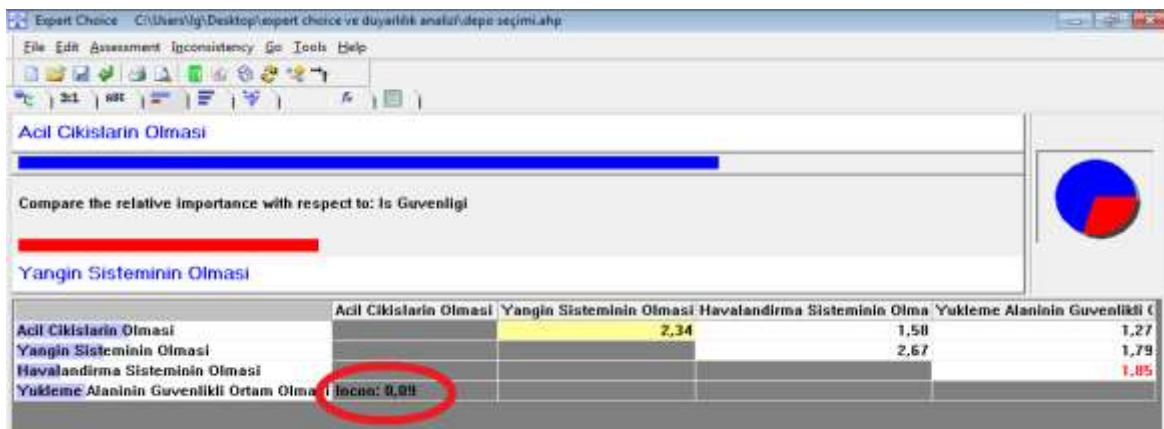 Expert Choice C:\Users\lg\Desktop\expert choice ve duyarlılık analizi\depo seçimi.ahp
File Edit Assessment Inconsistency Go Tools Help
3:1 ABC
Acil Cikislarin Olmasi
Compare the relative importance with respect to: Is Guvenligi
Yangin Sisteminin Olmasi
Acil Cikislarin Olmasi Yangin Sisteminin Olmasi Havalandirma Sisteminin Olma Yukleme Alaninin Guvenlikli (
Acil Cikislarin Olmasi 2,34 1,58 1,27
Yangin Sisteminin Olmasi 2,67 1,79
Havalandirma Sisteminin Olmasi 1,85
Yukleme Alaninin Guvenlikli Ortam Olma Incon: 0,09